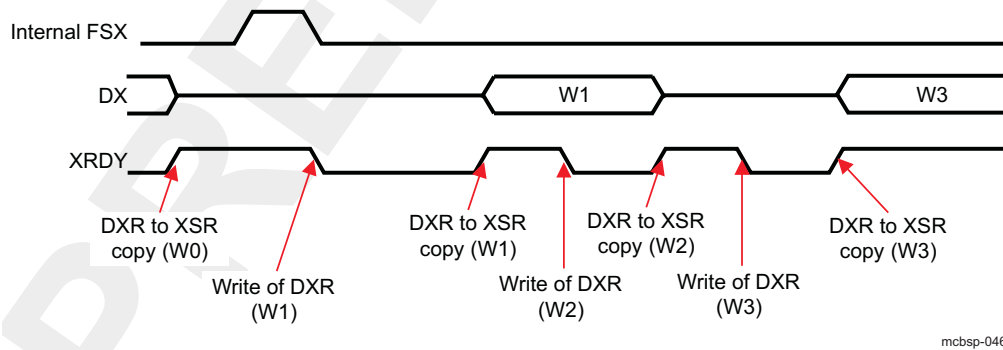 Internal FSX
DX
W1
W3
XRDY
DXR to XSR
copy (W0)
Write of DXR
(W1)
DXR to XSR
copy (W1)
Write of DXR
(W2)
DXR to XSR
copy (W2)
Write of DXR
(W3)
DXR to XSR
copy (W3)
mcbsp-046